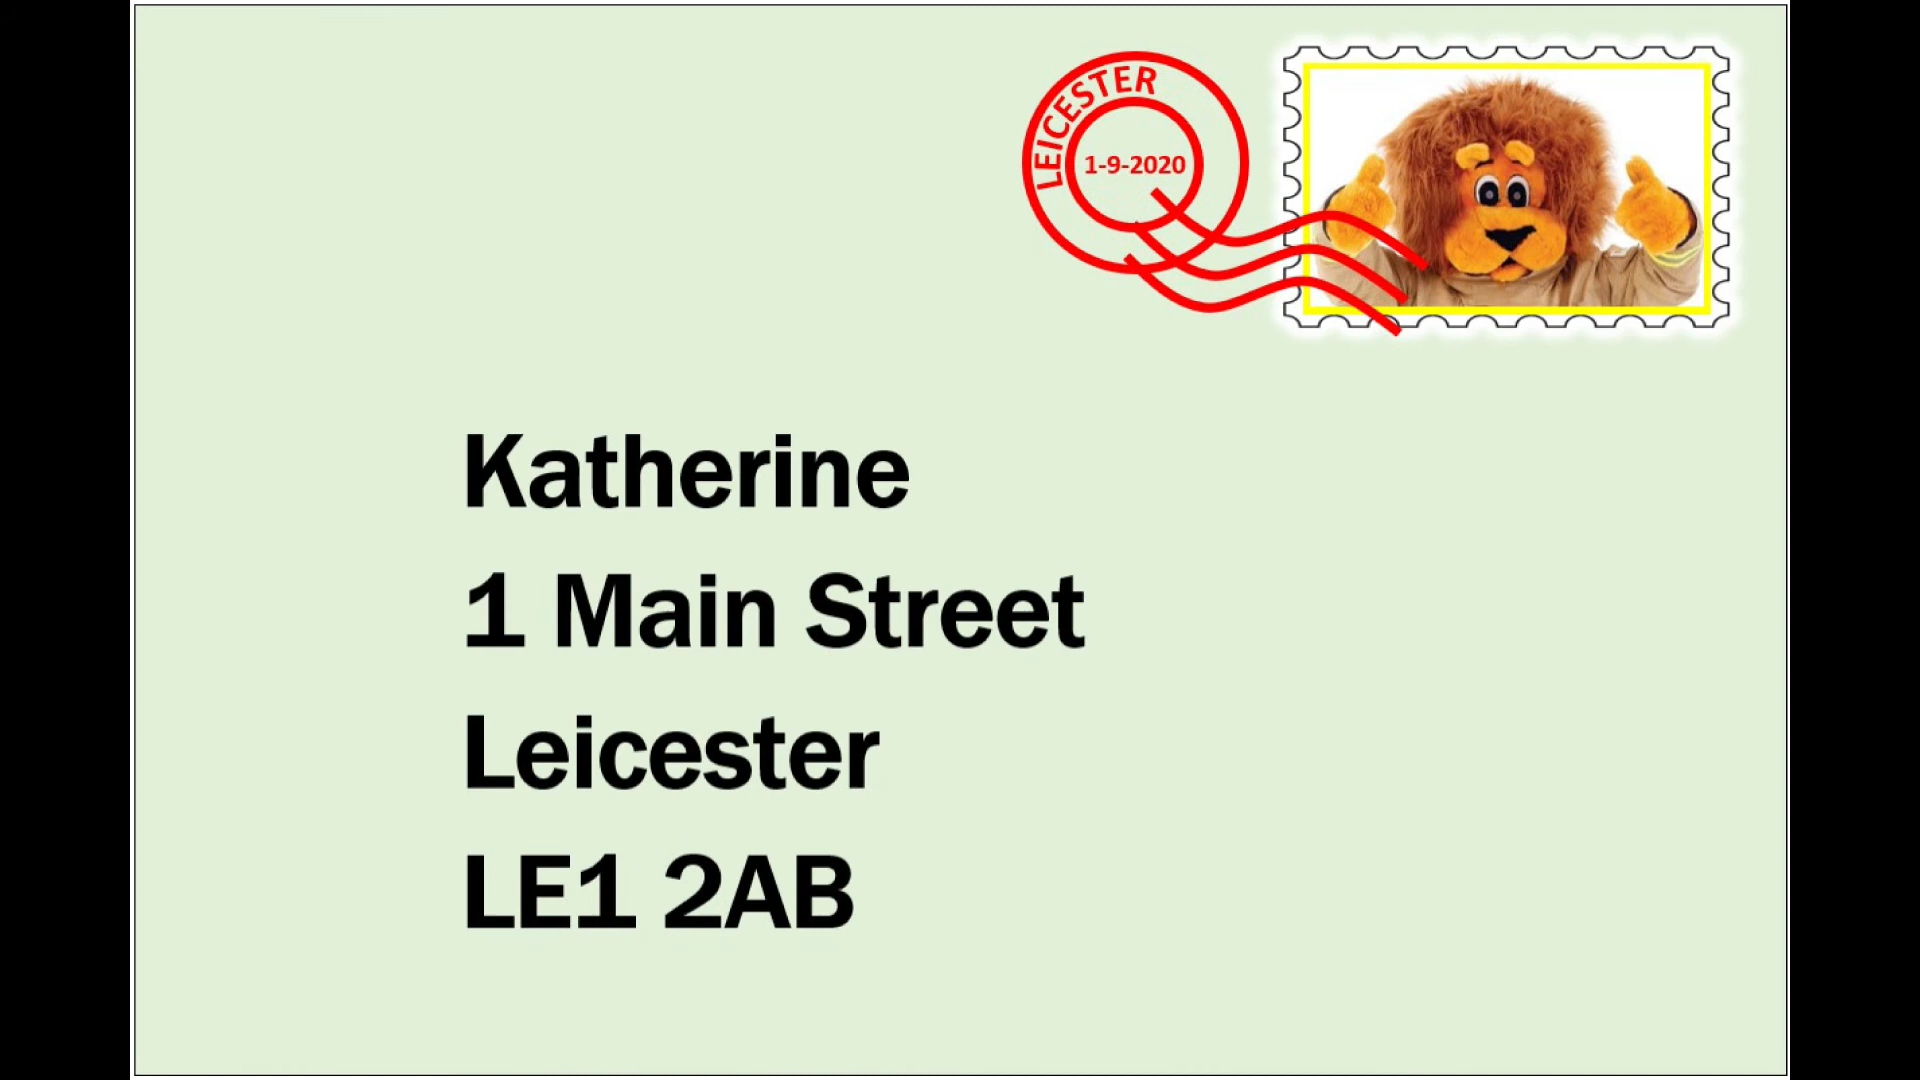 LEICESTER
1-9-2020
Katherine
1 Main Street
Leicester
LE1 2AB